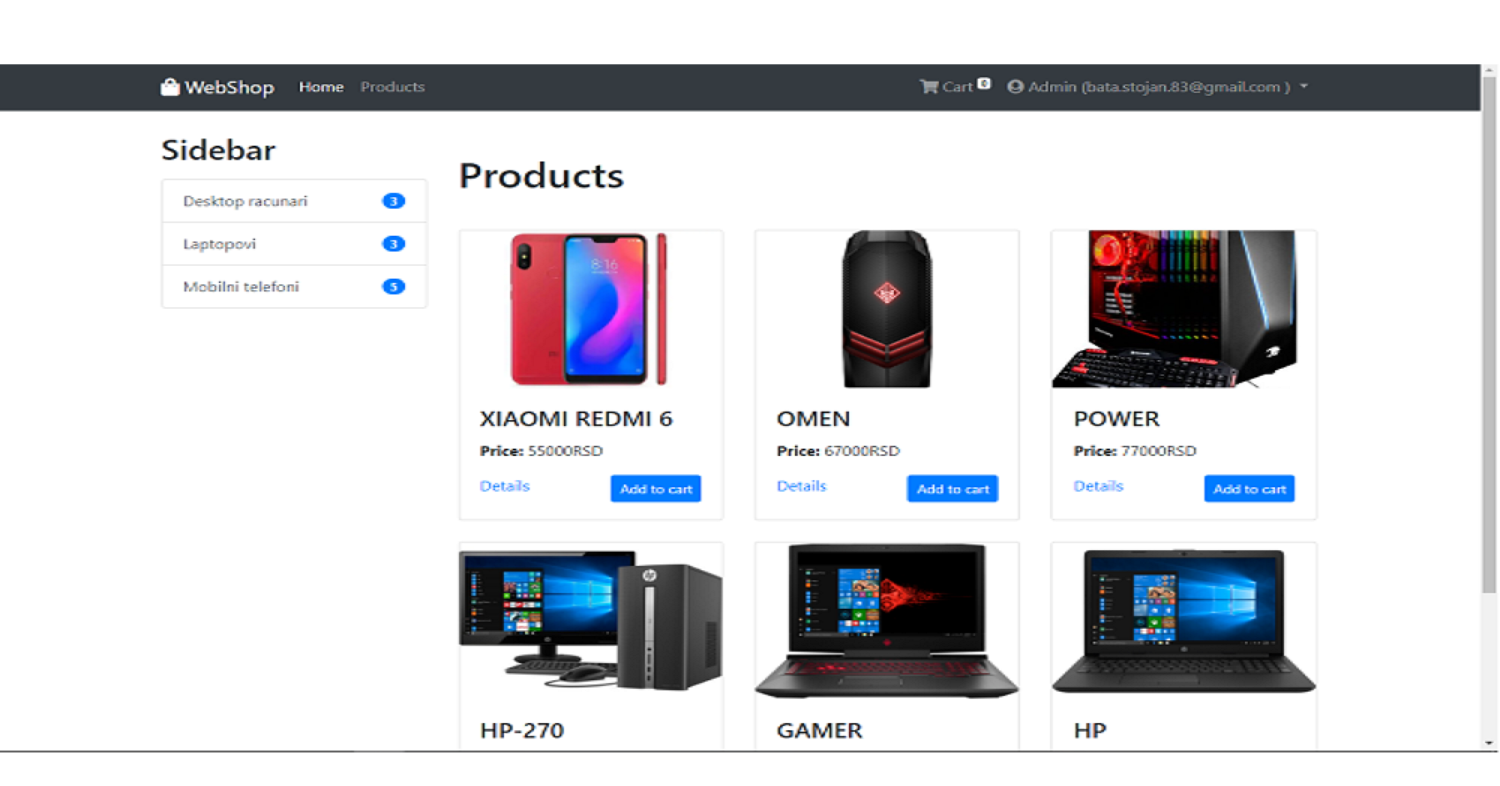 WebShop Home Products Cart 0 Admin (bata.stojan.83@gmail.com )
Sidebar
Desktop racunari 3
Laptopovi 3
Mobilni telefoni 5
Products
8:16
XIAOMI REDMI 6
Price: 55000RSD
Details Add to cart
OMEN
Price: 67000RSD
Details Add to cart
POWER
Price: 77000RSD
Details Add to cart
HP-270
GAMER
HP